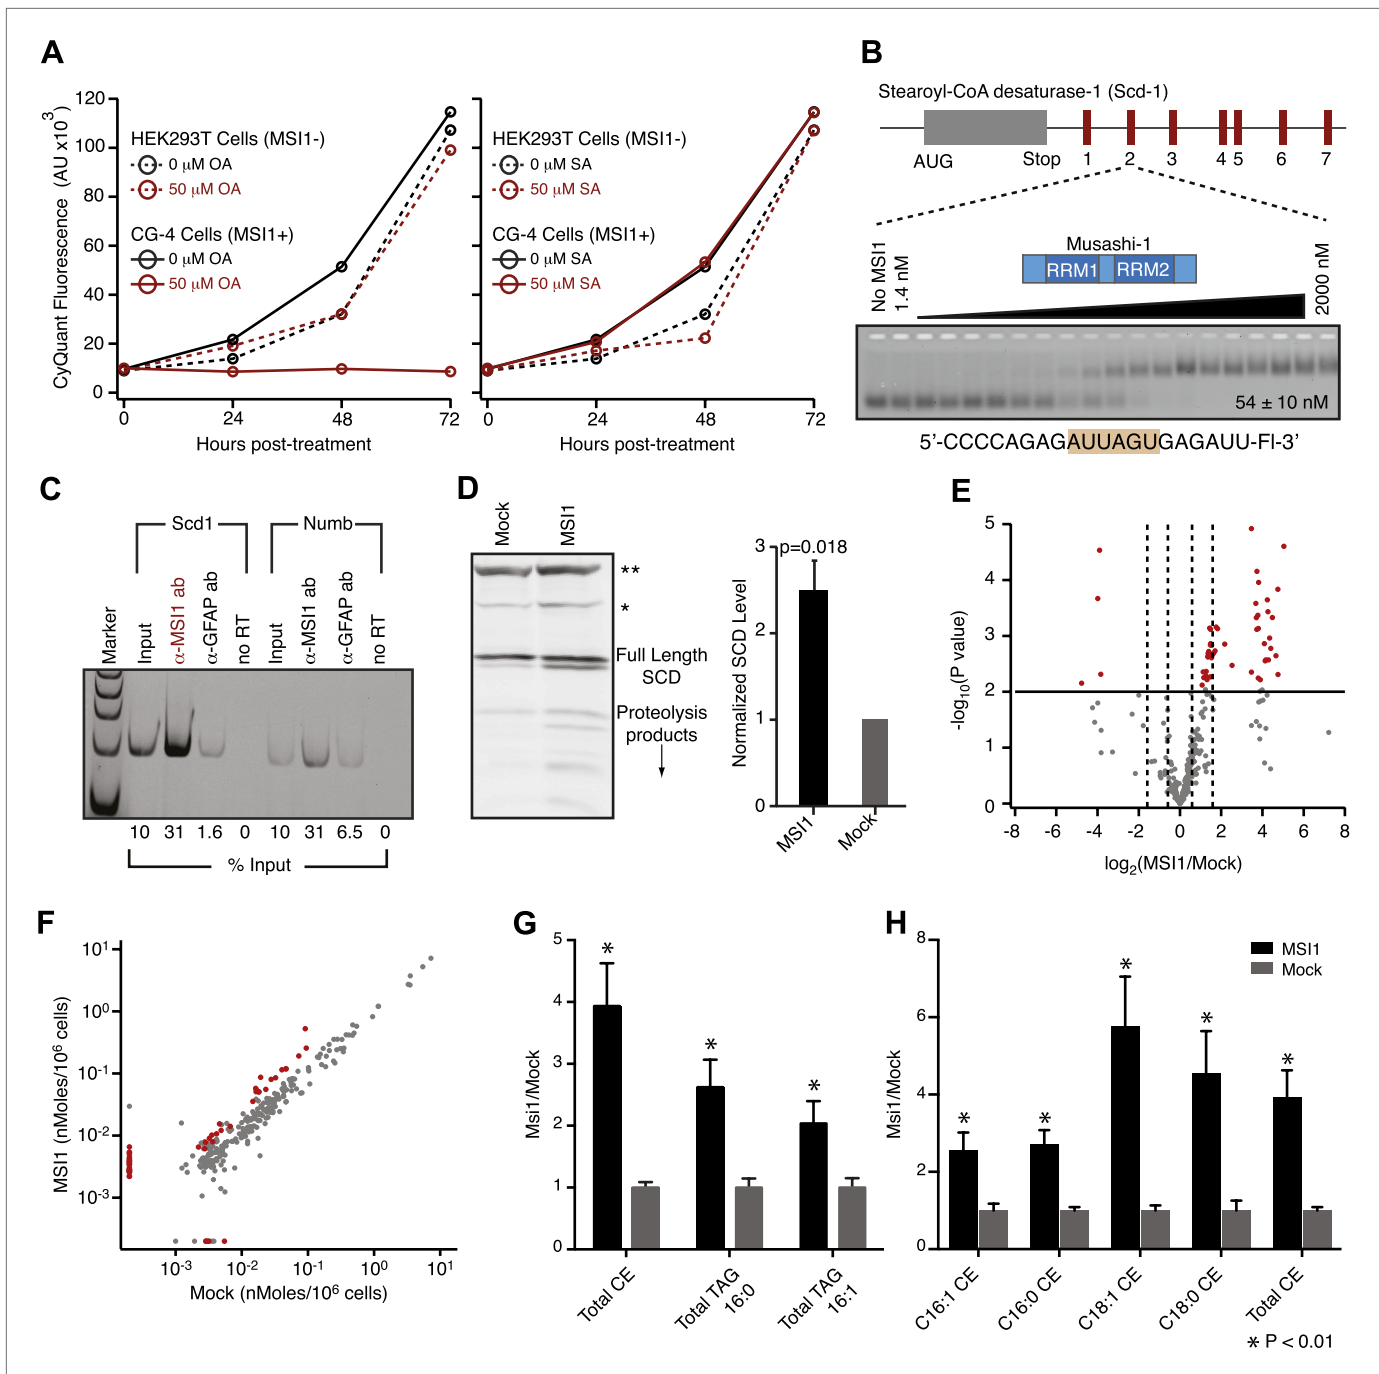 A
CyQuant Fluorescence (AU x10³)
120
100
80
60
40
20
0
HEK293T Cells (MSI1-)
0 µM OA
50 µM OA
CG-4 Cells (MSI1+)
0 µM OA
50 µM OA
0 24 48 72
Hours post-treatment
HEK293T Cells (MSI1-)
0 µM SA
50 µM SA
CG-4 Cells (MSI1+)
0 µM SA
50 µM SA
0 24 48 72
Hours post-treatment
B
Stearoyl-CoA desaturase-1 (Scd-1)
AUG Stop 1 2 3 4 5 6 7
No MSI1
1.4 nM
Musashi-1
RRM1 RRM2
2000 nM
54 ± 10 nM
5’-CCCCAGAGAUUAGUGAGAUU-Fl-3’
C
Scd1 Numb
Marker
Input
α-MSI1 ab
α-GFAP ab
no RT
Input
α-MSI1 ab
α-GFAP ab
no RT
10 31 1.6 0 10 31 6.5 0
% Input
D
Mock
MSI1
**
*
Full Length
SCD
Proteolysis
products
Normalized SCD Level
3
2
1
0
p=0.018
MSI1
Mock
E
-log₁₀(P value)
5
4
3
2
1
0
-8 -6 -4 -2 0 2 4 6 8
log₂(MSI1/Mock)
F
MSI1 (nMoles/10⁶ cells)
10¹
10⁰
10⁻¹
10⁻²
10⁻³
10⁻³ 10⁻² 10⁻¹ 10⁰ 10¹
Mock (nMoles/10⁶ cells)
G
Msi1/Mock
5
4
3
2
1
0
*
*
*
Total CE
Total TAG
16:0
Total TAG
16:1
H
Msi1/Mock
8
6
4
2
0
MSI1
Mock
*
*
*
*
*
C16:1 CE
C16:0 CE
C18:1 CE
C18:0 CE
Total CE
* P < 0.01